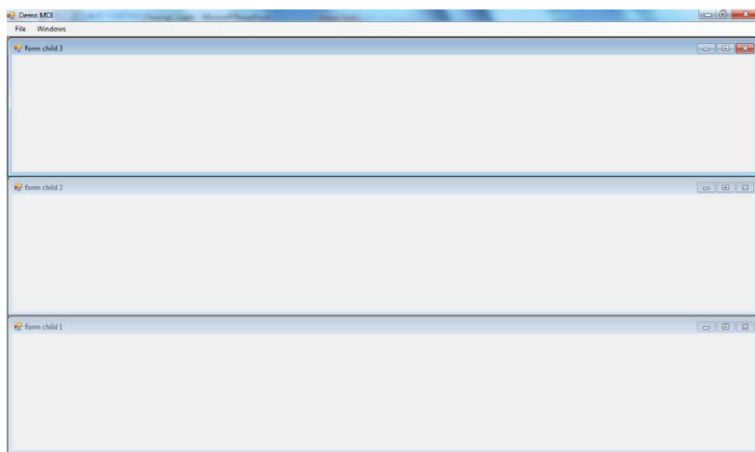 Demo MDI
File Windows
form child 3
form child 2
form child 1